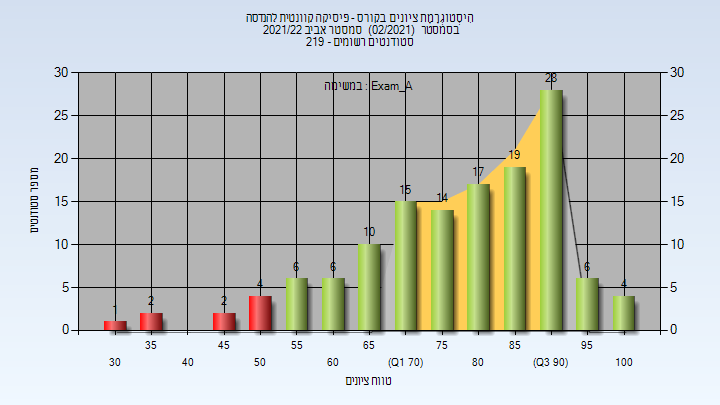 היסטוגרמת ציונים בקורס - פיסיקה קוונטית להנדסה
בסמסטר (02/2021) סמסטר אביב 2021/22
סטודנטים רשומים - 219
במשימה : Exam_A
מספר סטודנטים
30 30
25 25
20 20
15 15
10 10
5 5
0 0
1 2 2 4 6 6 10 15 14 17 19 28 6 4
35 45 55 65 75 85 95
30 40 50 60 (Q1 70) 80 (Q3 90) 100
טווח ציונים